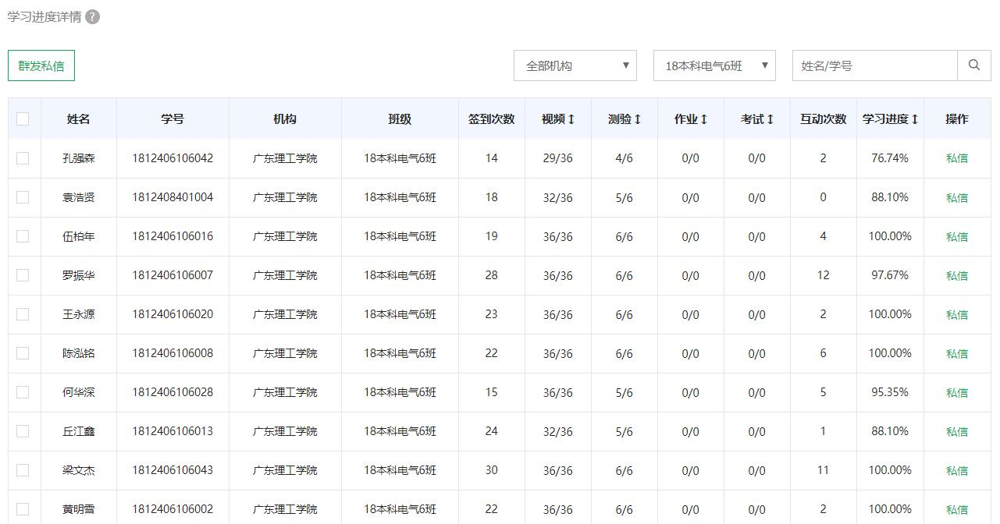 学习进度详情 ?
群发私信 全部机构 ▼ 18本科电气6班 ▼ 姓名/学号
姓名 学号 机构 班级 签到次数 视频↕ 测验↕ 作业↕ 考试↕ 互动次数 学习进度↕ 操作
孔强森 1812406106042 广东理工学院 18本科电气6班 14 29/36 4/6 0/0 0/0 2 76.74% 私信
袁浩贤 1812408401004 广东理工学院 18本科电气6班 18 32/36 5/6 0/0 0/0 0 88.10% 私信
伍柏年 1812406106016 广东理工学院 18本科电气6班 19 36/36 6/6 0/0 0/0 4 100.00% 私信
罗振华 1812406106007 广东理工学院 18本科电气6班 28 36/36 6/6 0/0 0/0 12 97.67% 私信
王永源 1812406106020 广东理工学院 18本科电气6班 23 36/36 6/6 0/0 0/0 2 100.00% 私信
陈泓铭 1812406106008 广东理工学院 18本科电气6班 22 36/36 6/6 0/0 0/0 6 100.00% 私信
何华深 1812406106028 广东理工学院 18本科电气6班 15 36/36 5/6 0/0 0/0 5 95.35% 私信
丘江鑫 1812406106013 广东理工学院 18本科电气6班 24 32/36 5/6 0/0 0/0 1 88.10% 私信
梁文杰 1812406106043 广东理工学院 18本科电气6班 30 36/36 6/6 0/0 0/0 11 100.00% 私信
黄明雪 1812406106002 广东理工学院 18本科电气6班 22 36/36 6/6 0/0 0/0 2 100.00% 私信